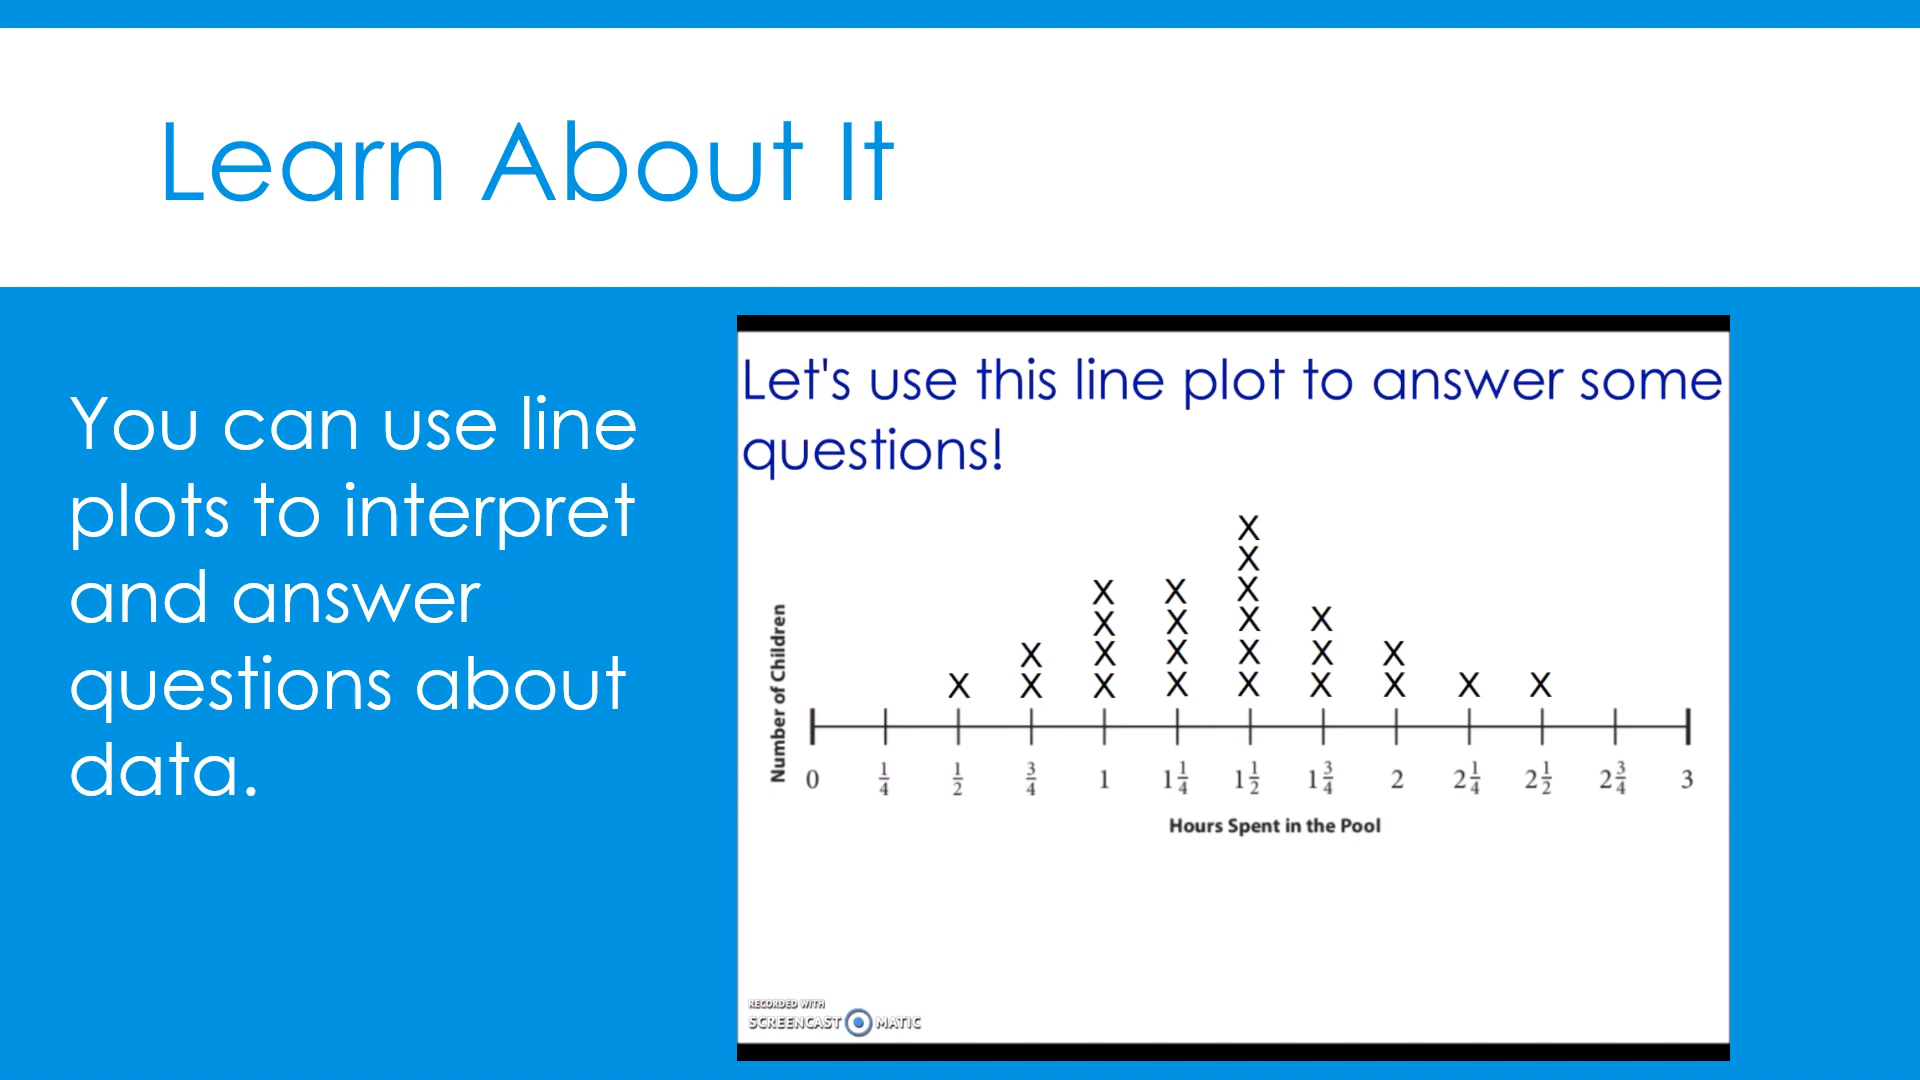 Learn About It
You can use line
plots to interpret
and answer
questions about
data.
Let's use this line plot to answer some
questions!
X
X
X X X
X X X X
X X X X X X
X X X X X X X X X
Number of Children
0 1/4 1/2 3/4 1 1 1/4 1 1/2 1 3/4 2 2 1/4 2 1/2 2 3/4 3
Hours Spent in the Pool
RECORDED WITH
SCREENCAST MATIC